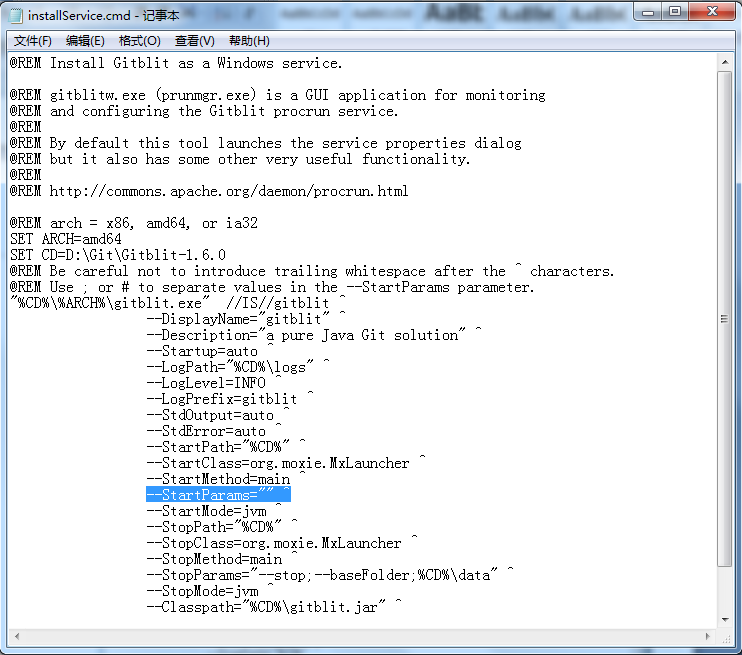 installService.cmd - 记事本
文件(F) 编辑(E) 格式(O) 查看(V) 帮助(H)
@REM Install Gitblit as a Windows service.
@REM gitblitw.exe (prunmgr.exe) is a GUI application for monitoring
@REM and configuring the Gitblit procrun service.
@REM
@REM By default this tool launches the service properties dialog
@REM but it also has some other very useful functionality.
@REM
@REM http://commons.apache.org/daemon/procrun.html
@REM arch = x86, amd64, or ia32
SET ARCH=amd64
SET CD=D:\Git\Gitblit-1.6.0
@REM Be careful not to introduce trailing whitespace after the ^ characters.
@REM Use ; or # to separate values in the --StartParams parameter.
"%CD%\%ARCH%\gitblit.exe"  //IS//gitblit ^
--DisplayName="gitblit" ^
--Description="a pure Java Git solution" ^
--Startup=auto ^
--LogPath="%CD%\logs" ^
--LogLevel=INFO ^
--LogPrefix=gitblit ^
--StdOutput=auto ^
--StdError=auto ^
--StartPath="%CD%" ^
--StartClass=org.moxie.MxLauncher ^
--StartMethod=main ^
--StartParams="" ^
--StartMode=jvm ^
--StopPath="%CD%" ^
--StopClass=org.moxie.MxLauncher ^
--StopMethod=main ^
--StopParams="--stop;--baseFolder;%CD%\data" ^
--StopMode=jvm ^
--Classpath="%CD%\gitblit.jar" ^